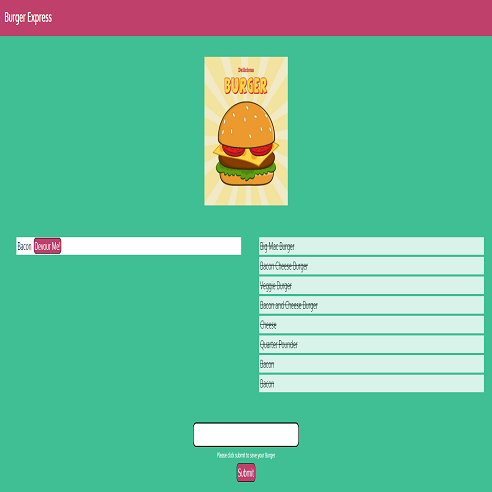 Burger Express
Delicious
BURGER
Bacon Devour Me!
Big Mac Burger
Bacon Cheese Burger
Veggie Burger
Bacon and Cheese Burger
Cheese
Quarter Pounder
Bacon
Bacon
Please click submit to save your Burger
Submit